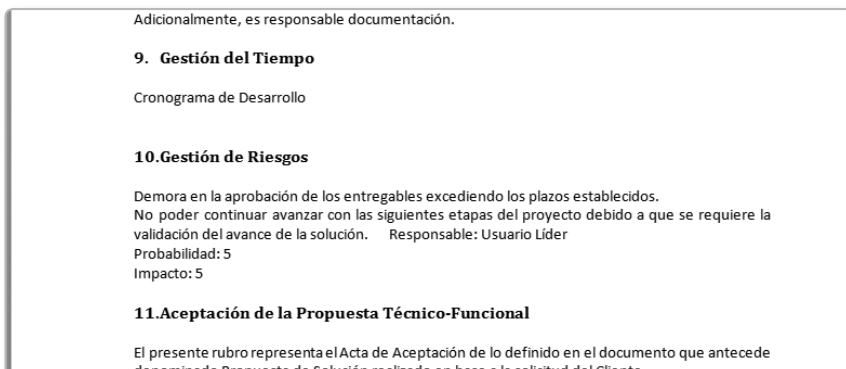 Adicionalmente, es responsable documentación.
9. Gestión del Tiempo
Cronograma de Desarrollo
10.Gestión de Riesgos
Demora en la aprobación de los entregables excediendo los plazos establecidos.
No poder continuar avanzar con las siguientes etapas del proyecto debido a que se requiere la
validación del avance de la solución. Responsable: Usuario Líder
Probabilidad: 5
Impacto: 5
11.Aceptación de la Propuesta Técnico-Funcional
El presente rubro representa el Acta de Aceptación de lo definido en el documento que antecede